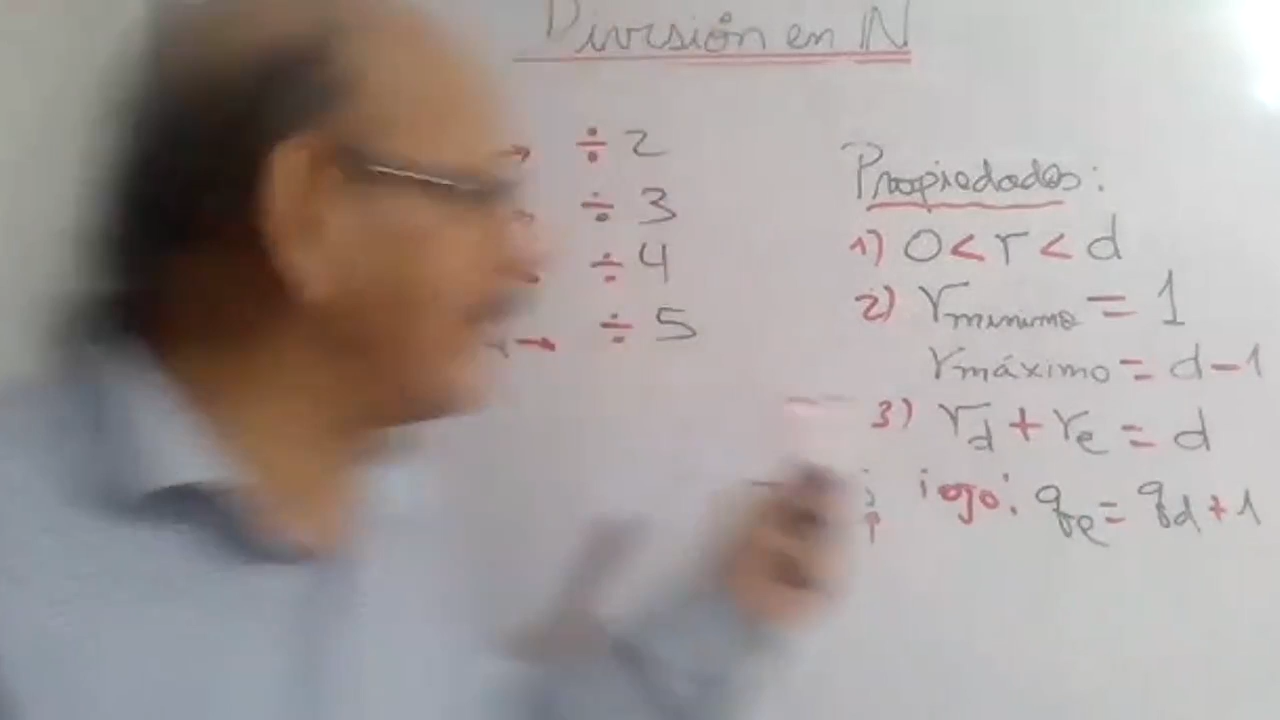 División en N
→ ÷ 2
→ ÷ 3
÷ 4
→ ÷ 5
Propiedades:
1) 0 < r < d
2) rmínimo = 1
rmáximo = d - 1
3) rd + re = d
¡ojo! qe = qd + 1